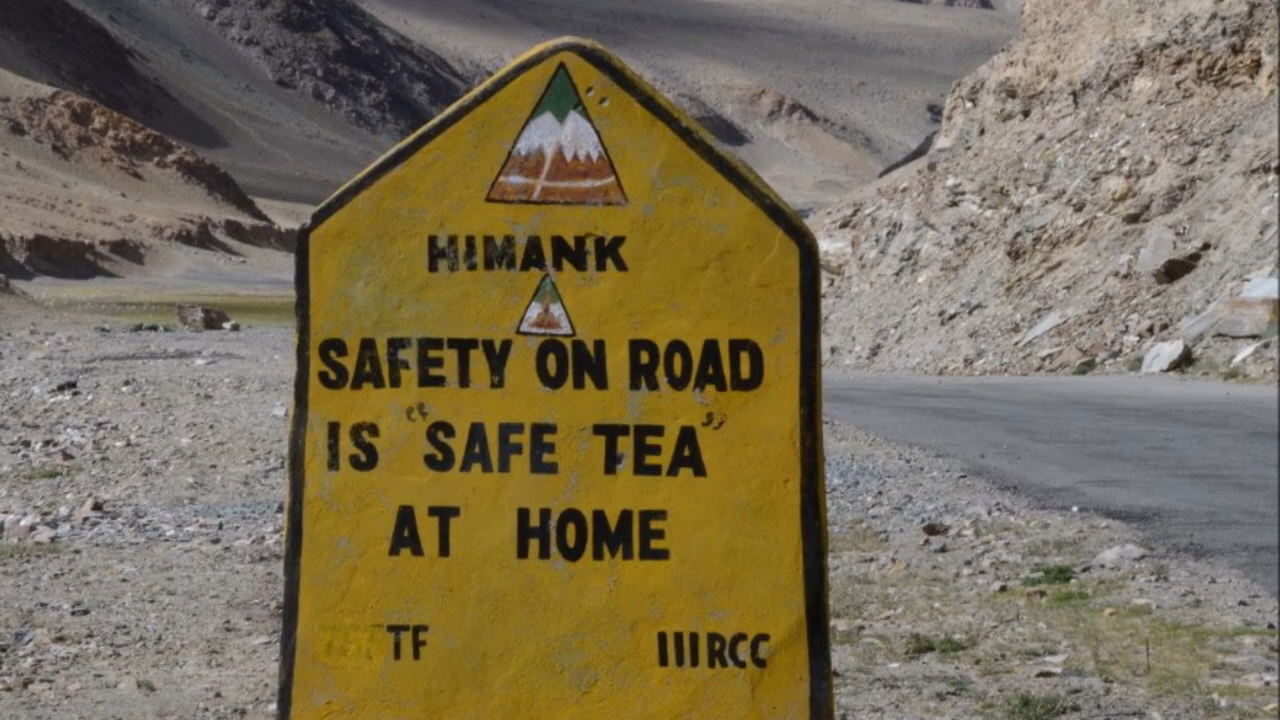 HIMANK
SAFETY ON ROAD
IS "SAFE TEA"
AT HOME
TF IIIRCC